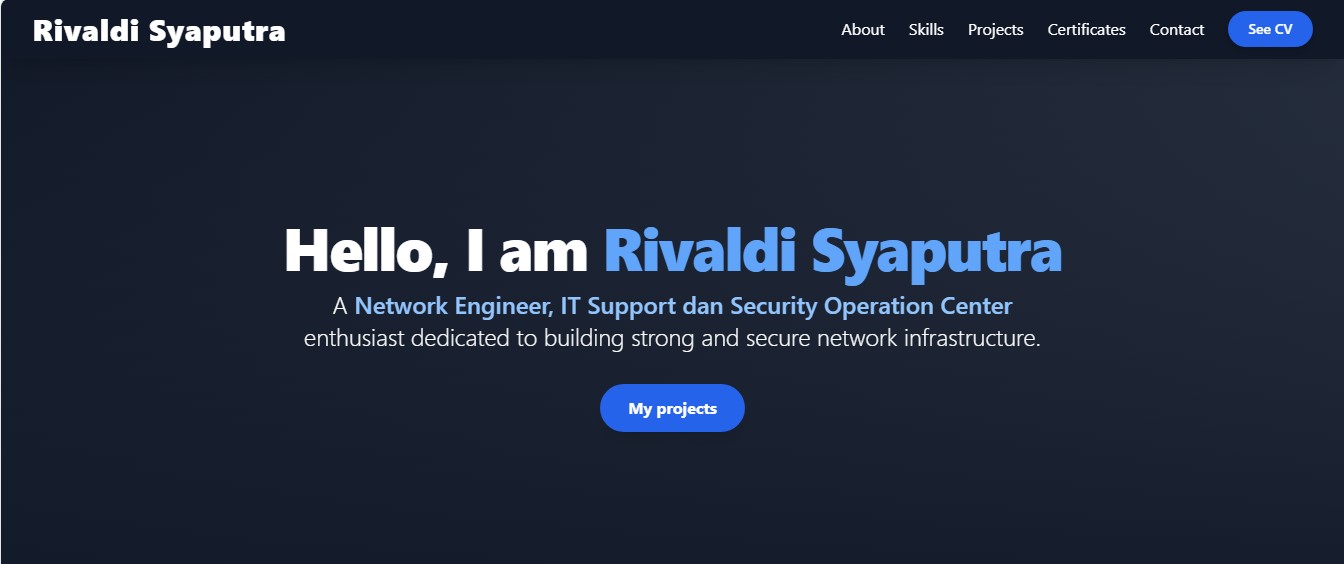 Rivaldi Syaputra
About
Skills
Projects
Certificates
Contact
See CV
Hello, I am Rivaldi Syaputra
A Network Engineer, IT Support dan Security Operation Center
enthusiast dedicated to building strong and secure network infrastructure.
My projects